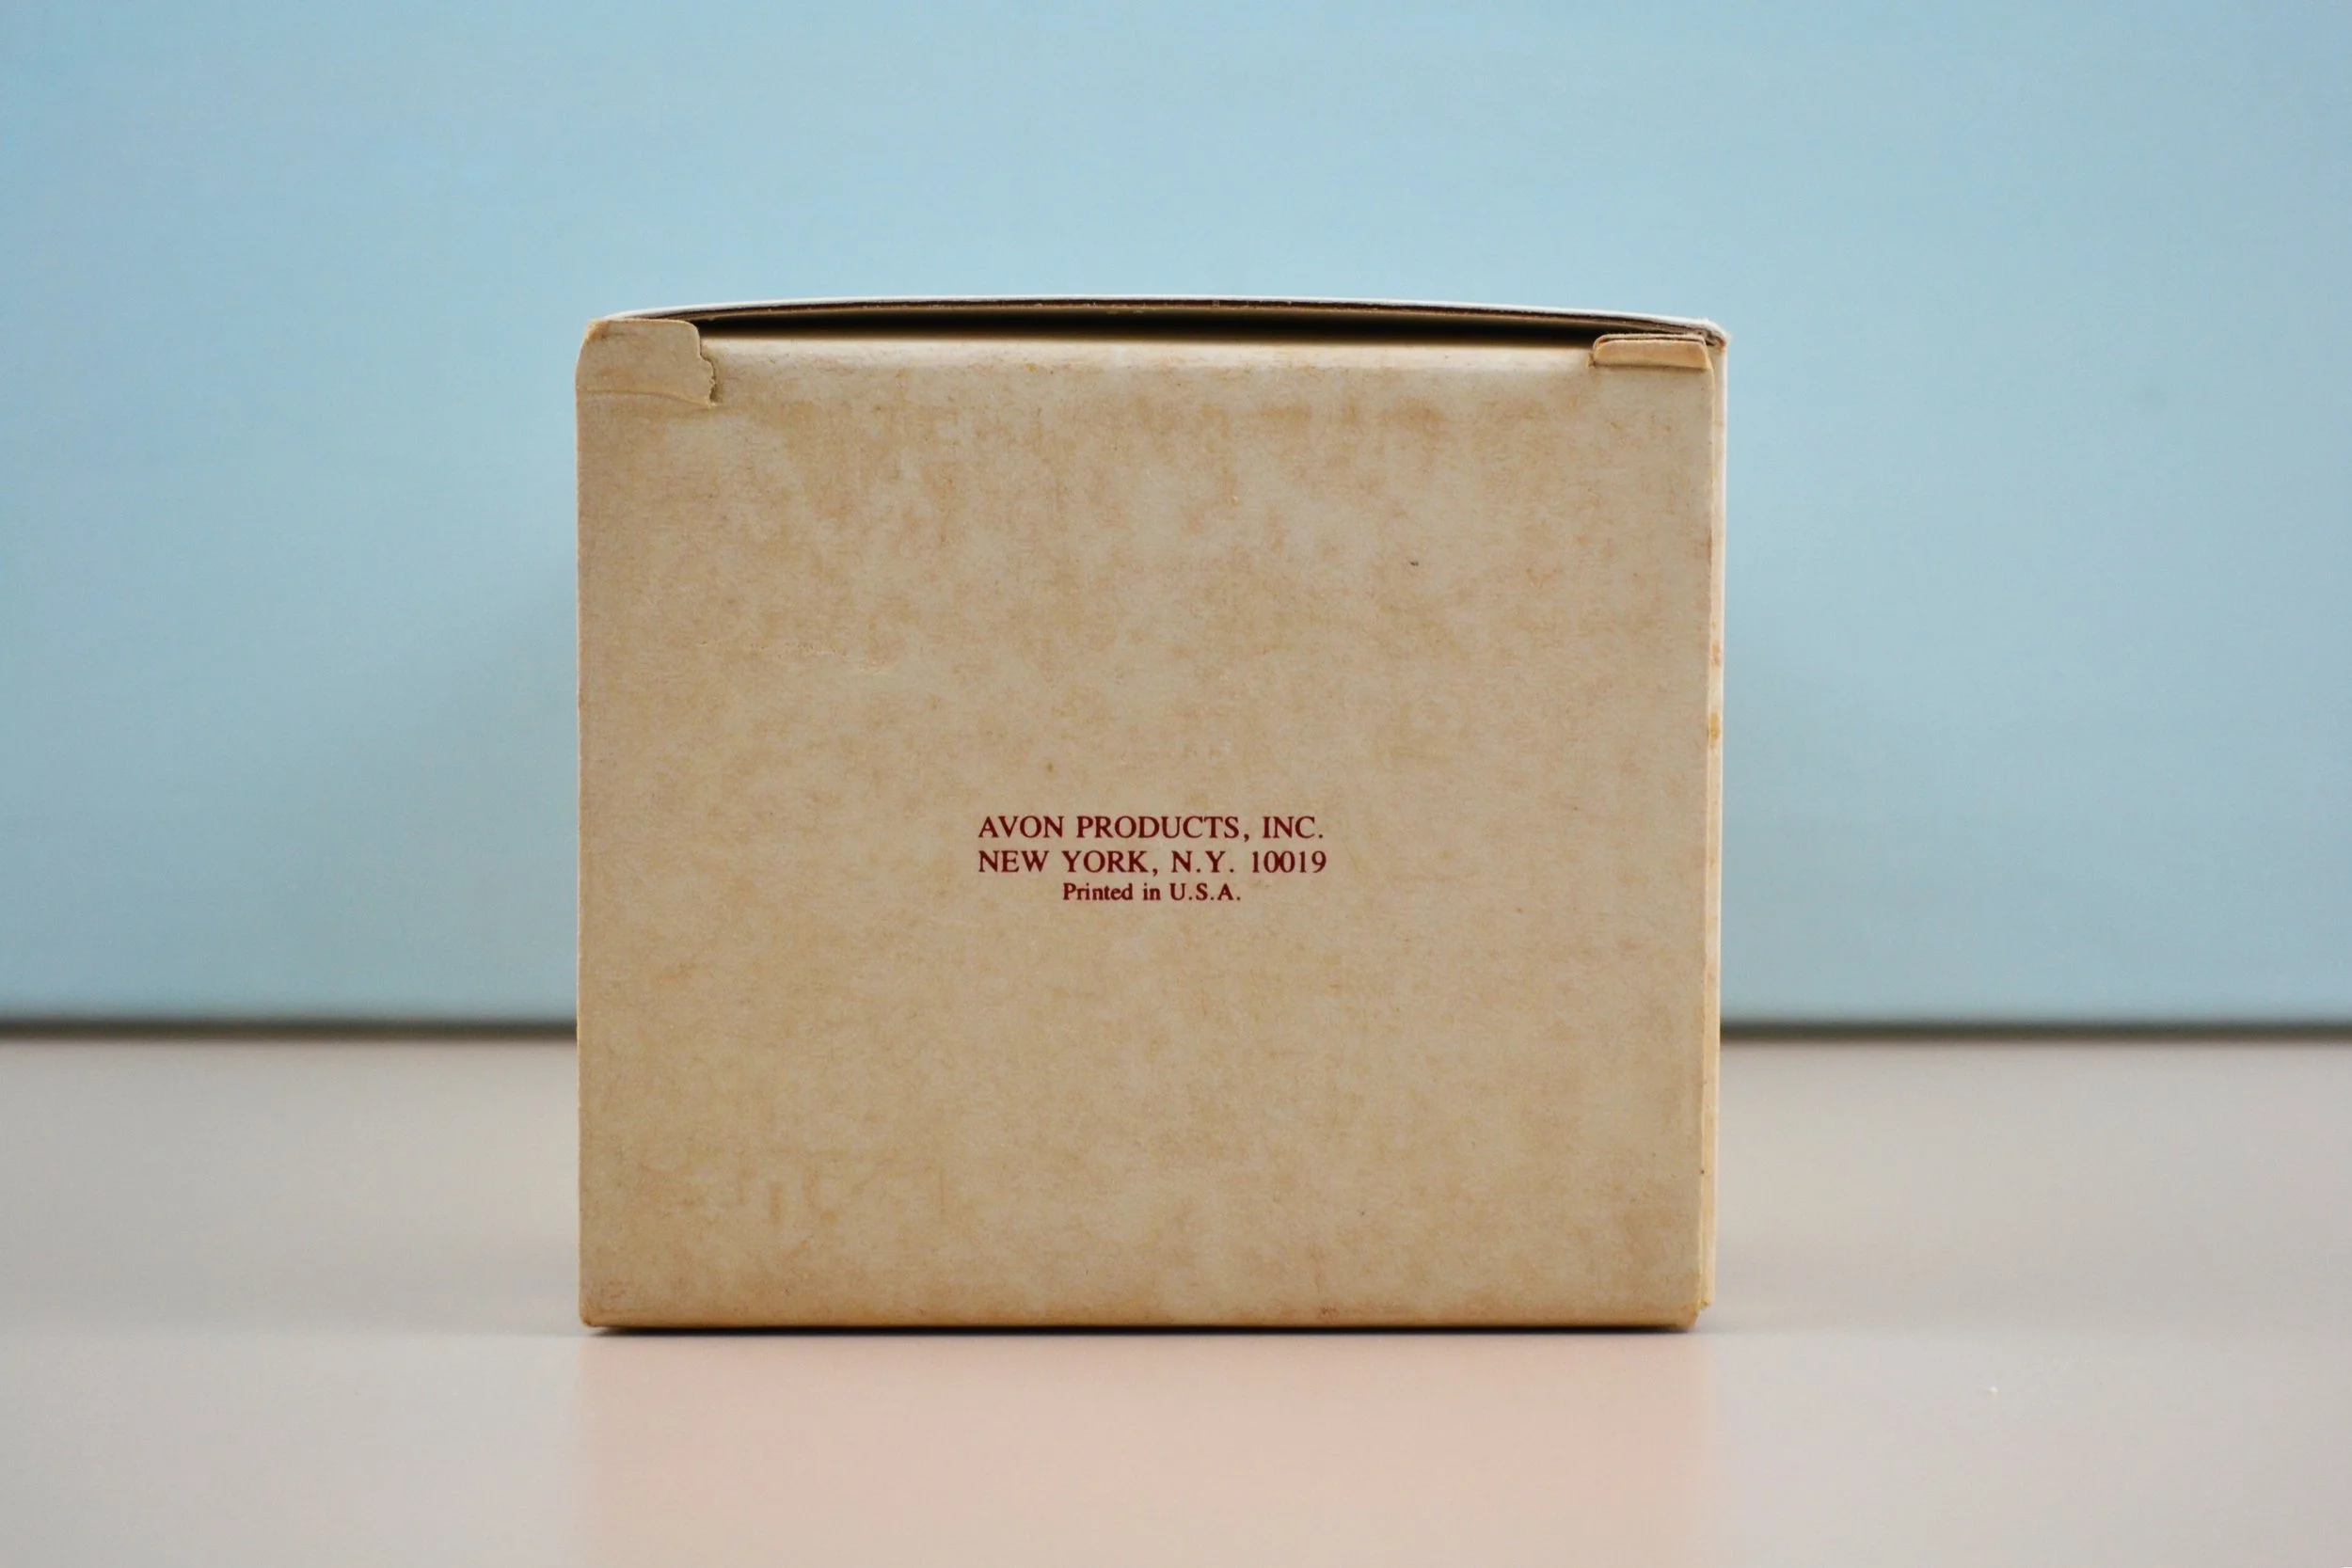 AVON PRODUCTS, INC.
NEW YORK, N.Y. 10019
Printed in U.S.A.